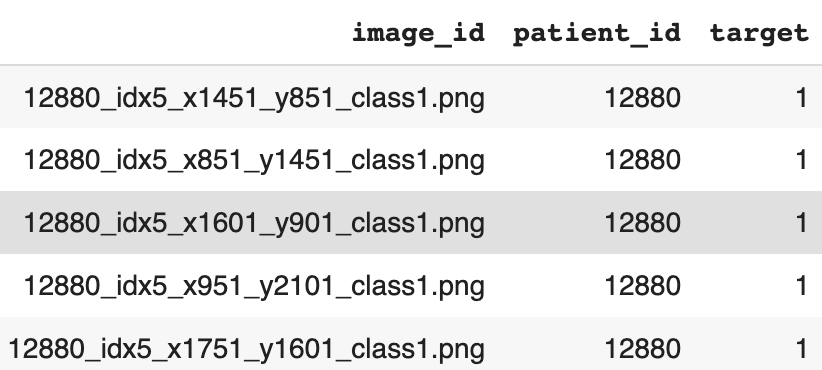 image_id patient_id target
12880_idx5_x1451_y851_class1.png 12880 1
12880_idx5_x851_y1451_class1.png 12880 1
12880_idx5_x1601_y901_class1.png 12880 1
12880_idx5_x951_y2101_class1.png 12880 1
12880_idx5_x1751_y1601_class1.png 12880 1